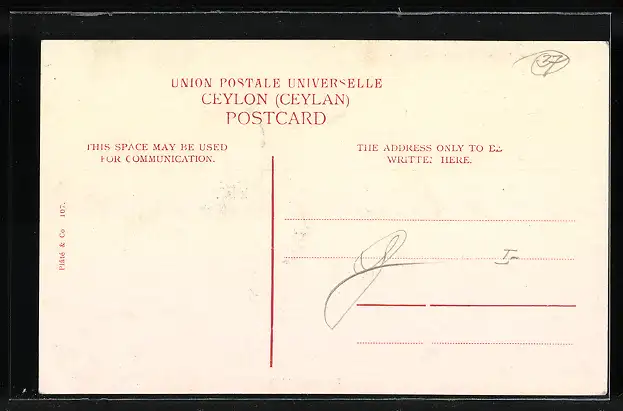 37
UNION POSTALE UNIVERSELLE
CEYLON (CEYLAN)
POSTCARD
THIS SPACE MAY BE USED
FOR COMMUNICATION.
THE ADDRESS ONLY TO BE
WRITTEN HERE.
Plâté & Co 107.